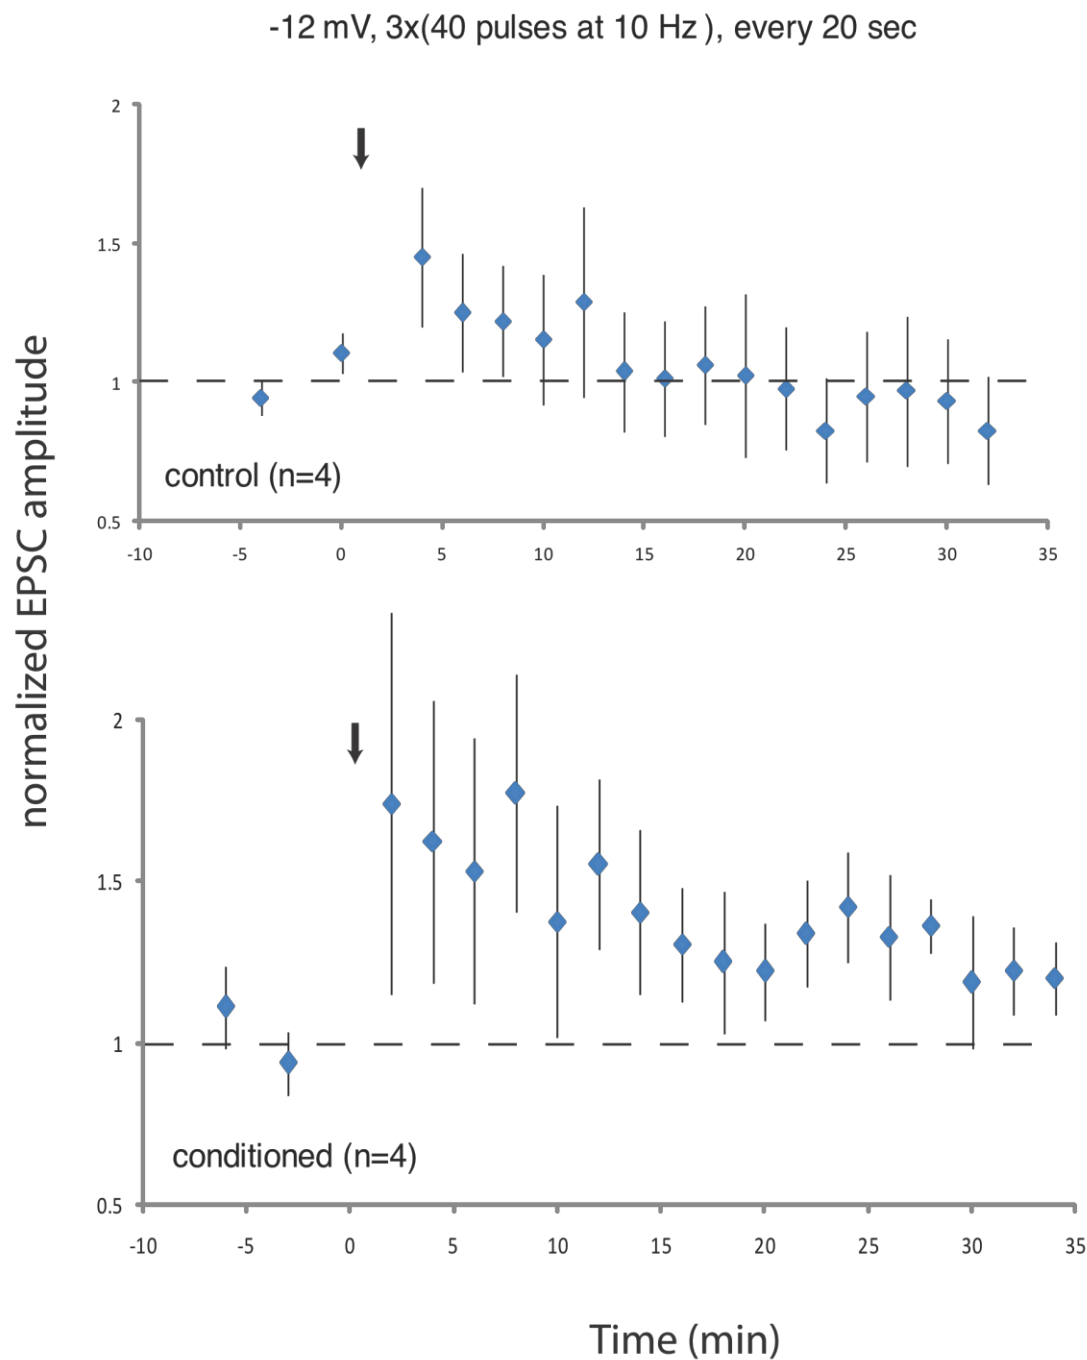 -12 mV, 3x(40 pulses at 10 Hz ), every 20 sec
normalized EPSC amplitude
2
1.5
1
0.5
control (n=4)
-10 -5 0 5 10 15 20 25 30 35
2
1.5
1
0.5
conditioned (n=4)
-10 -5 0 5 10 15 20 25 30 35
Time (min)